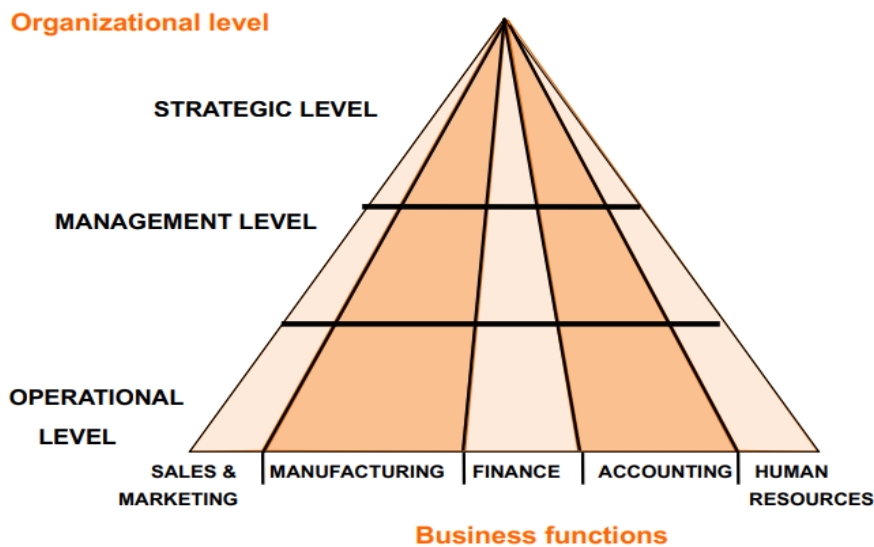 Organizational level
STRATEGIC LEVEL
MANAGEMENT LEVEL
OPERATIONAL
LEVEL
SALES &
MARKETING
MANUFACTURING
FINANCE
ACCOUNTING
HUMAN
RESOURCES
Business functions